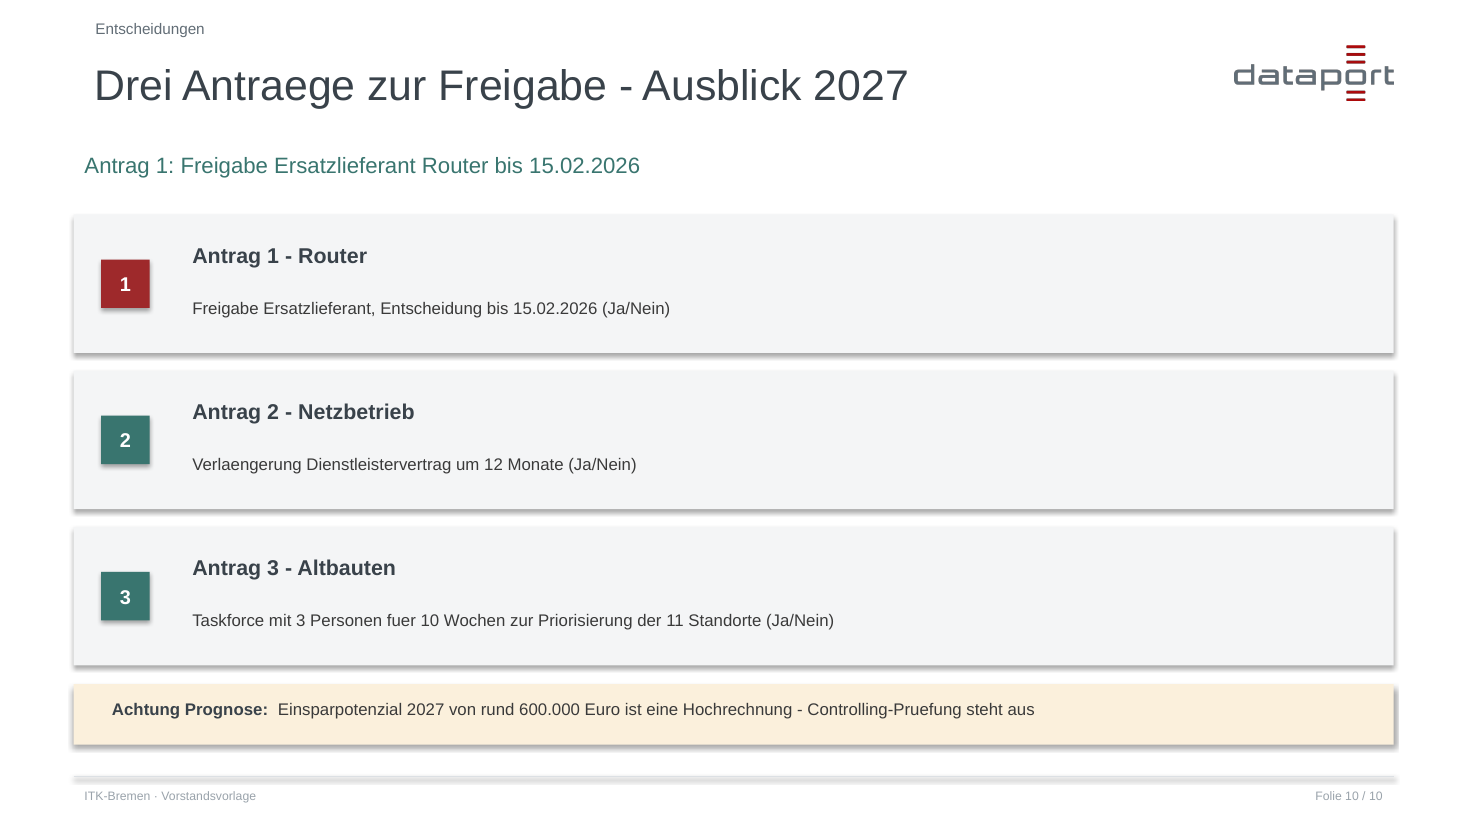 Entscheidungen
Drei Antraege zur Freigabe - Ausblick 2027
dataport
Antrag 1: Freigabe Ersatzlieferant Router bis 15.02.2026
Antrag 1 - Router
1
Freigabe Ersatzlieferant, Entscheidung bis 15.02.2026 (Ja/Nein)
Antrag 2 - Netzbetrieb
2
Verlaengerung Dienstleistervertrag um 12 Monate (Ja/Nein)
Antrag 3 - Altbauten
3
Taskforce mit 3 Personen fuer 10 Wochen zur Priorisierung der 11 Standorte (Ja/Nein)
Achtung Prognose: Einsparpotenzial 2027 von rund 600.000 Euro ist eine Hochrechnung - Controlling-Pruefung steht aus
ITK-Bremen · Vorstandsvorlage
Folie 10 / 10